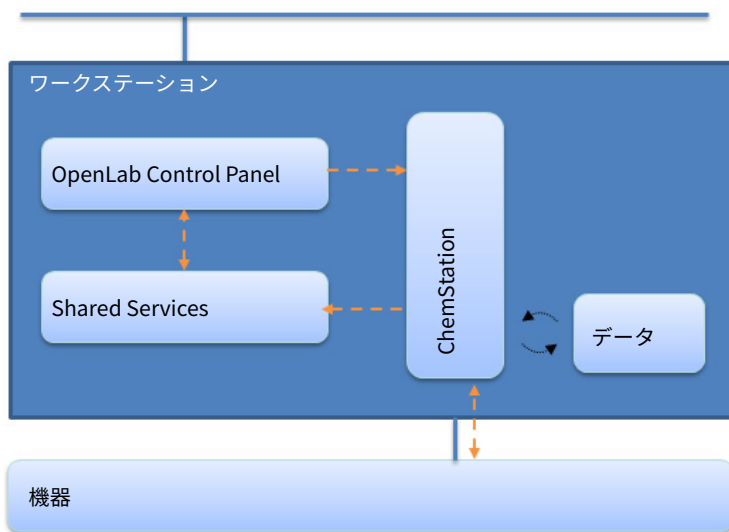 ワークステーション
OpenLab Control Panel
Shared Services
ChemStation
データ
機器